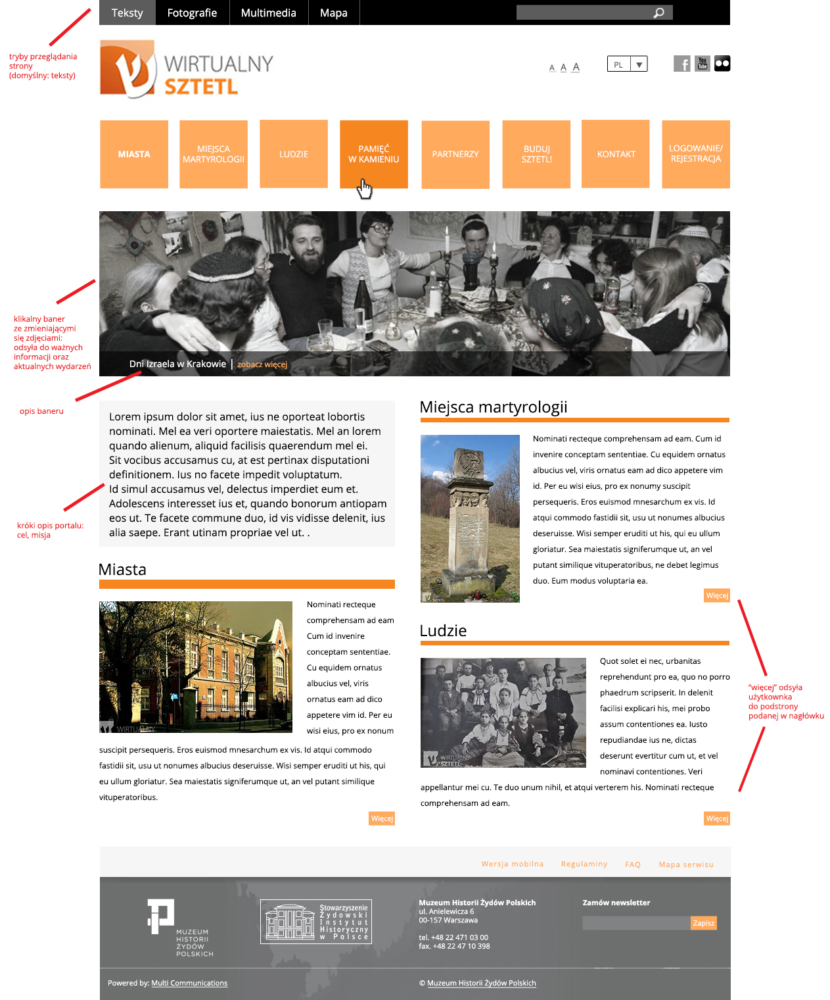 Teksty
Fotografie
Multimedia
Mapa
tryby przeglądania
strony
(domyślny: teksty)
WIRTUALNY
SZTETL
A A A
PL
f
You
Tube
MIASTA
MIEJSCA
MARTYROLOGII
LUDZIE
PAMIĘĆ
W KAMIENIU
PARTNERZY
BUDUJ
SZTETL!
KONTAKT
LOGOWANIE/
REJESTRACJA
klikalny baner
ze zmieniającymi
się zdjęciami:
odsyła do ważnych
informacji oraz
aktualnych wydarzeń
Dni Izraela w Krakowie | zobacz więcej
opis baneru
Lorem ipsum dolor sit amet, ius ne oporteat lobortis
nominati. Mel ea veri oportere maiestatis. Mel an lorem
quando alienum, aliquid facilisis quaerendum mel ei.
Sit vocibus accusamus cu, at est pertinax disputationi
definitionem. Ius no facete impedit voluptatum.
Id simul accusamus vel, delectus imperdiet eum et.
Adolescens interesset ius et, quando bonorum antiopam
eos ut. Te facete commune duo, id vis vidisse delenit, ius
alia saepe. Erant utinam propriae vel ut. .
króki opis portalu:
cel, misja
Miasta
Nominati recteque
comprehensam ad eam
Cum id invenire
conceptam sententiae.
Cu equidem ornatus
albucius vel, viris
ornatus eam ad dico
appetere vim id. Per eu
wisi eius, pro ex nonum
WIRTUALNY
suscipit persequeris. Eros euismod mnesarchum ex vis. Id atqui commodo
fastidii sit, usu ut nonumes albucius deseruisse. Wisi semper eruditi ut his, qui
eu ullum gloriatur. Sea maiestatis signiferumque ut, an vel putant similique
vituperatoribus.
Więcej
Miejsca martyrologii
Nominati recteque comprehensam ad eam. Cum id
invenire conceptam sententiae. Cu equidem ornatus
albucius vel, viris ornatus eam ad dico appetere vim
id. Per eu wisi eius, pro ex nonumy suscipit
persequeris. Eros euismod mnesarchum ex vis. Id
atqui commodo fastidii sit, usu ut nonumes albucius
deseruisse. Wisi semper eruditi ut his, qui eu ullum
gloriatur. Sea maiestatis signiferumque ut, an vel
putant similique vituperatoribus, ne debet legimus
duo. Eum modus voluptaria ea.
SZTETL
Więcej
Ludzie
Quot solet ei nec, urbanitas
reprehendunt pro ea, quo no porro
phaedrum scripserit. In delenit
facilisi explicari his, mei probo
assum contentiones ea. Iusto
repudiandae ius ne, dictas
deserunt evertitur cum ut, et vel
nominavi contentiones. Veri
WIRTUALNY
SZTETL
appellantur mei cu. Te duo unum nihil, et atqui verterem his. Nominati recteque
comprehensam ad eam.
Więcej
"więcej" odsyła
użytkownka
do podstrony
podanej w nagłówku
Wersja mobilna
Regulaminy
FAQ
Mapa serwisu
MUZEUM
HISTORII
ŻYDÓW
POLSKICH
Stowarzyszenie
Żydowski
Instytut
Historyczny
w Polsce
Muzeum Historii Żydów Polskich
ul. Anielewicza 6
00-157 Warszawa
tel. +48 22 471 03 00
fax. +48 22 47 10 398
Zamów newsletter
Zapisz
Powered by: Multi Communications
© Muzeum Historii Żydów Polskich